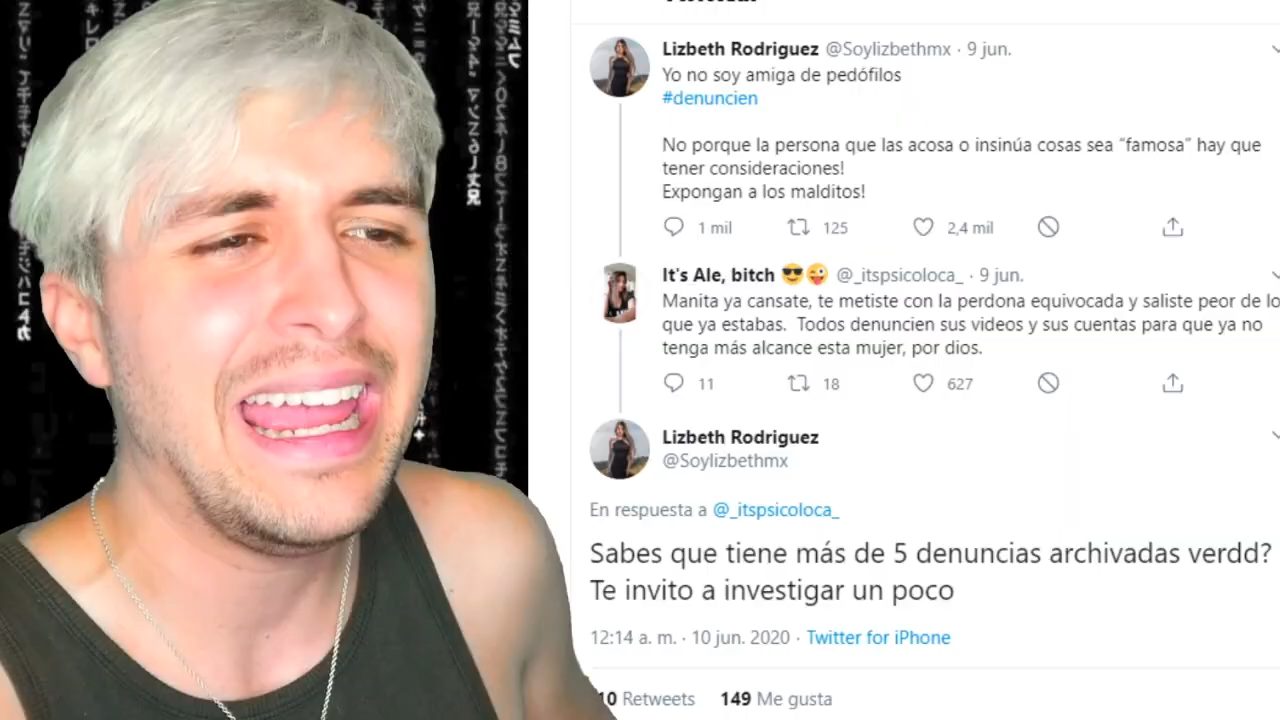 Lizbeth Rodriguez @Soylizbethmx · 9 jun.
Yo no soy amiga de pedófilos
#denuncien
No porque la persona que las acosa o insinúa cosas sea “famosa” hay que
tener consideraciones!
Expongan a los malditos!
1 mil 125 2,4 mil
It's Ale, bitch 😎😜 @_itspsicoloca_ · 9 jun.
Manita ya cansate, te metiste con la perdona equivocada y saliste peor de lo
que ya estabas. Todos denuncien sus videos y sus cuentas para que ya no
tenga más alcance esta mujer, por dios.
11 18 627
Lizbeth Rodriguez
@Soylizbethmx
En respuesta a @_itspsicoloca_
Sabes que tiene más de 5 denuncias archivadas verdd?
Te invito a investigar un poco
12:14 a. m. · 10 jun. 2020 · Twitter for iPhone
Retweets 149 Me gusta